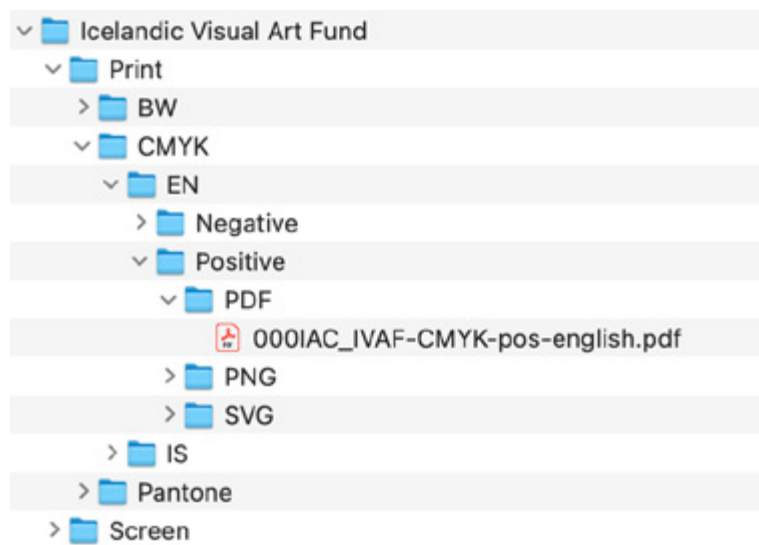 Icelandic Visual Art Fund
Print
BW
CMYK
EN
Negative
Positive
PDF
000IAC_IVAF-CMYK-pos-english.pdf
PNG
SVG
IS
Pantone
Screen